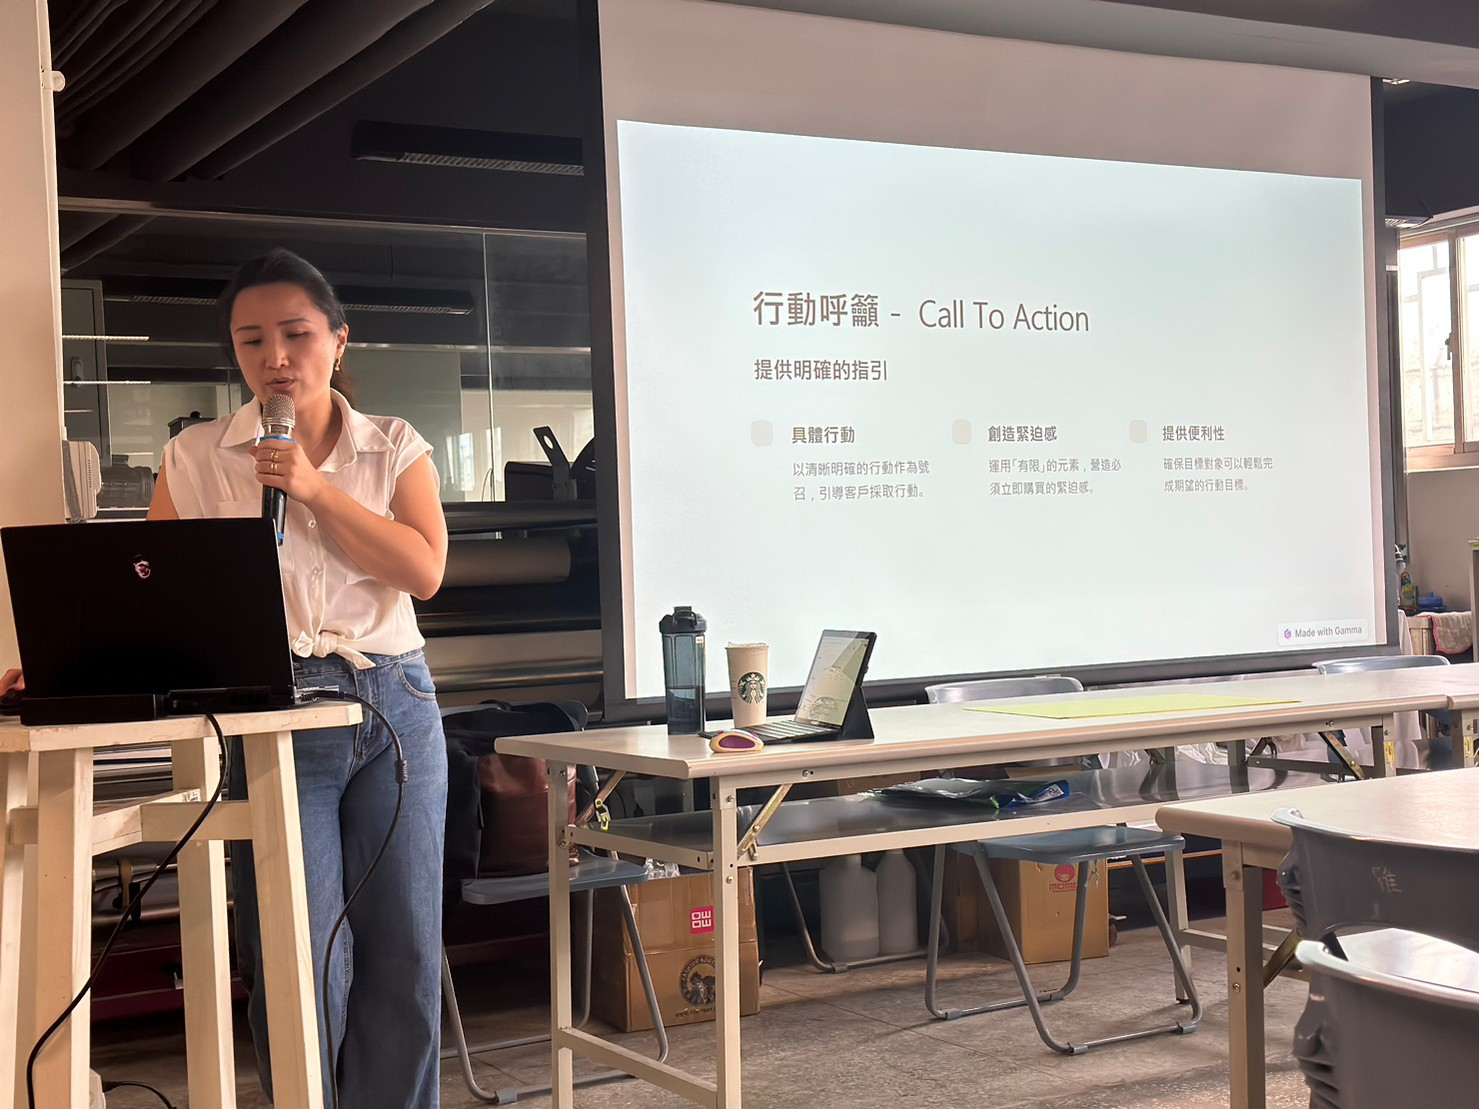 行動呼籲 - Call To Action
提供明確的指引
具體行動
以清晰明確的行動作為號
召，引導客戶採取行動。
創造緊迫感
運用「有限」的元素，營造必
須立即購買的緊迫感。
提供便利性
確保目標對象可以輕鬆完
成期望的行動目標。
Made with Gamma